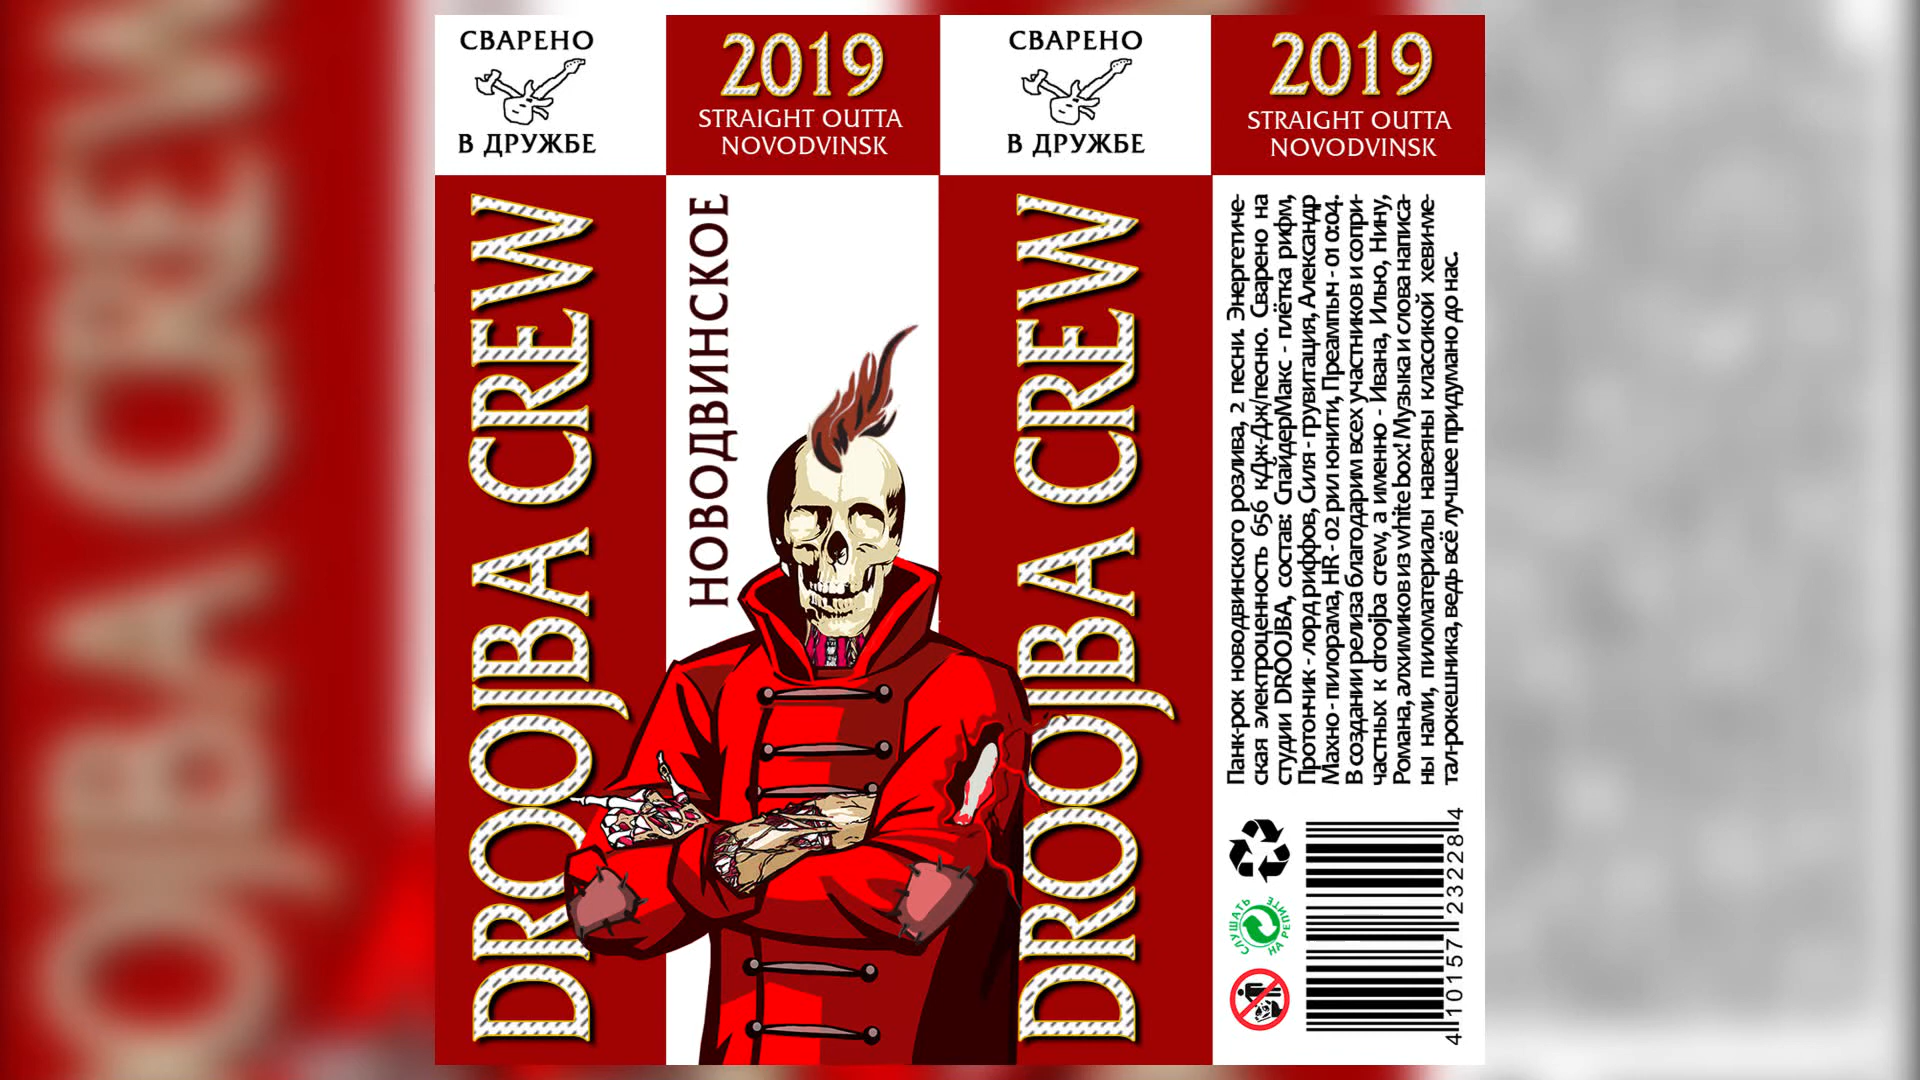 СВАРЕНО
В ДРУЖБЕ
2019
STRAIGHT OUTTA
NOVODVINSK
СВАРЕНО
В ДРУЖБЕ
2019
STRAIGHT OUTTA
NOVODVINSK
DROOJBA CREW
НОВОДВИНСКОЕ
DROOJBA CREW
Панк-рок новодвинского розлива, 2 песни. Энергетиче-
ская электроценность 656 кДж-Дж/песню. Сварено на
студии DROOJBA, состав: СпайдерМакс - плётка рифм,
Протончик - лорд риффов, Силя - грувитация, Александр
Махно - пилорама, HR - 02 рил юнити, Преампыч - 01 0:04.
В создании релиза благодарим всех участников и сопри-
частных к droojba crew, а именно - Ивана, Илью, Нину,
Романа, алхимиков из white box! Музыка и слова написа-
ны нами, пиломатериалы навеяны классикой хеви-ме-
тал-рокешника, ведь всё лучшее придумано до нас.
СЛУШАТЬ
НА РЕПИТЕ
4 10157 23228 4